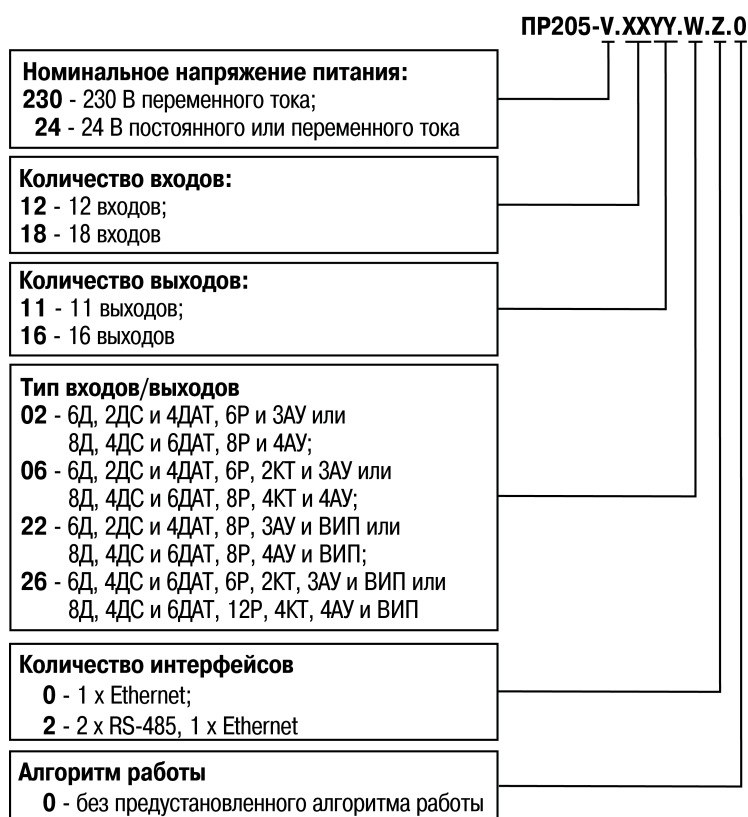 ПР205-V.XXYY.W.Z.0
Номинальное напряжение питания:
230 - 230 В переменного тока;
24 - 24 В постоянного или переменного тока
Количество входов:
12 - 12 входов;
18 - 18 входов
Количество выходов:
11 - 11 выходов;
16 - 16 выходов
Тип входов/выходов
02 - 6Д, 2ДС и 4ДАТ, 6Р и 3АУ или
8Д, 4ДС и 6ДАТ, 8Р и 4АУ;
06 - 6Д, 2ДС и 4ДАТ, 6Р, 2КТ и 3АУ или
8Д, 4ДС и 6ДАТ, 8Р, 4КТ и 4АУ;
22 - 6Д, 2ДС и 4ДАТ, 8Р, 3АУ и ВИП или
8Д, 4ДС и 6ДАТ, 8Р, 4АУ и ВИП;
26 - 6Д, 4ДС и 6ДАТ, 6Р, 2КТ, 3АУ и ВИП или
8Д, 4ДС и 6ДАТ, 12Р, 4КТ, 4АУ и ВИП
Количество интерфейсов
0 - 1 x Ethernet;
2 - 2 x RS-485, 1 x Ethernet
Алгоритм работы
0 - без предустановленного алгоритма работы